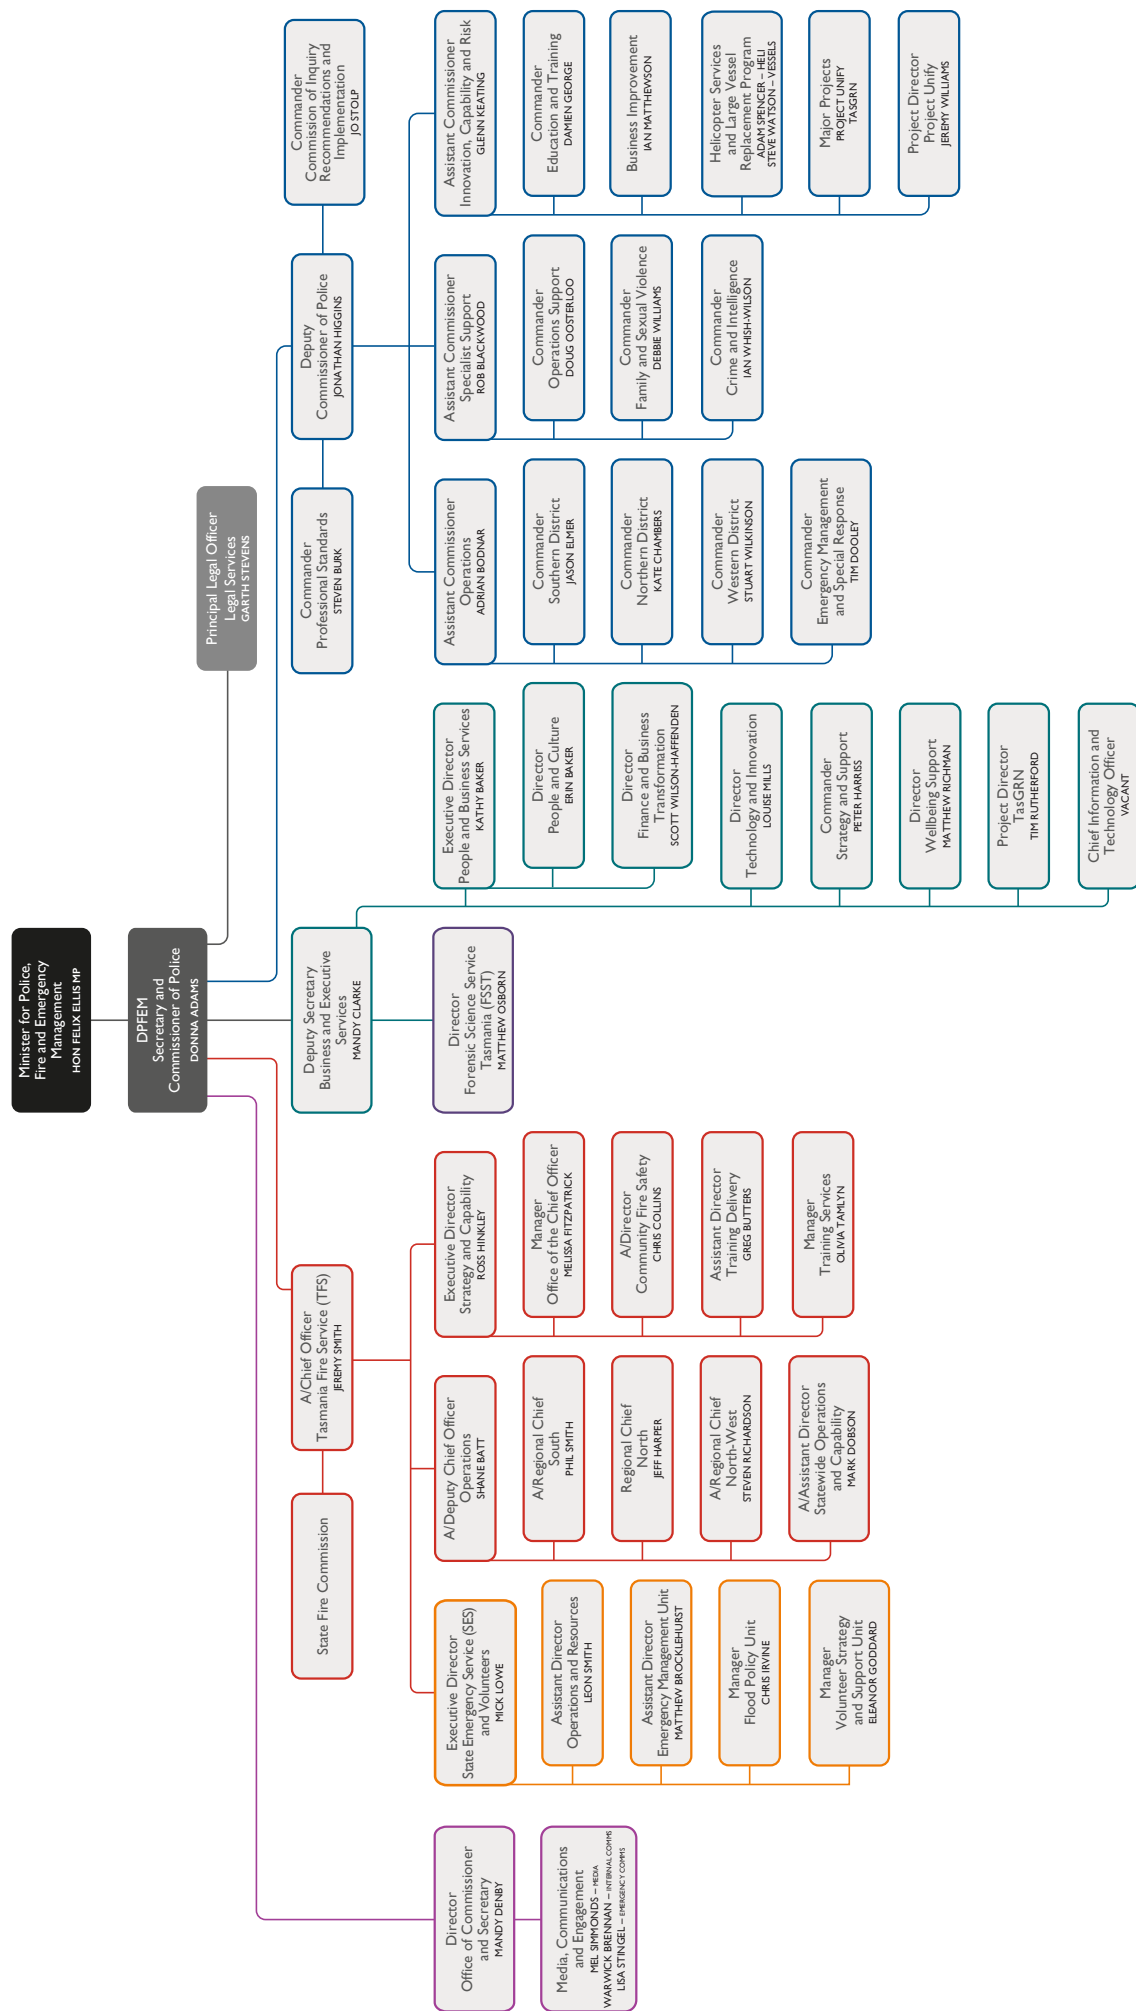 Minister for Police,
Fire and Emergency
Management
HON FELIX ELLIS MP
DPFEM
Secretary and
Commissioner of Police
DONNA ADAMS
Principal Legal Officer
Legal Services
GARTH STEVENS
Director
Office of Commissioner
and Secretary
MANDY DENBY
Media, Communications
and Engagement
MEL SIMMONDS – MEDIA
WARWICK BRENNAN – INTERNAL COMMS
LISA STINGEL – EMERGENCY COMMS
State Fire Commission
A/Chief Officer
Tasmania Fire Service (TFS)
JEREMY SMITH
Executive Director
State Emergency Service (SES)
and Volunteers
MICK LOWE
Assistant Director
Operations and Resources
LEON SMITH
Assistant Director
Emergency Management Unit
MATTHEW BROCKLEHURST
Manager
Flood Policy Unit
CHRIS IRVINE
Manager
Volunteer Strategy
and Support Unit
ELEANOR GODDARD
A/Deputy Chief Officer
Operations
SHANE BATT
A/Regional Chief
South
PHIL SMITH
Regional Chief
North
JEFF HARPER
A/Regional Chief
North-West
STEVEN RICHARDSON
A/Assistant Director
Statewide Operations
and Capability
MARK DOBSON
Executive Director
Strategy and Capability
ROSS HINKLEY
Manager
Office of the Chief Officer
MELISSA FITZPATRICK
A/Director
Community Fire Safety
CHRIS COLLINS
Assistant Director
Training Delivery
GREG BUTTERS
Manager
Training Services
OLIVIA TAMLYN
Deputy Secretary
Business and Executive
Services
MANDY CLARKE
Director
Forensic Science Service
Tasmania (FSST)
MATTHEW OSBORN
Executive Director
People and Business Services
KATHY BAKER
Director
People and Culture
ERIN BAKER
Director
Finance and Business
Transformation
SCOTT WILSON-HAFFENDEN
Director
Technology and Innovation
LOUISE MILLS
Commander
Strategy and Support
PETER HARRISS
Director
Wellbeing Support
MATTHEW RICHMAN
Project Director
TasGRN
TIM RUTHERFORD
Chief Information and
Technology Officer
VACANT
Commander
Professional Standards
STEVEN BURK
Deputy
Commissioner of Police
JONATHAN HIGGINS
Commander
Commission of Inquiry
Recommendations and
Implementation
JO STOLP
Assistant Commissioner
Operations
ADRIAN BODNAR
Commander
Southern District
JASON ELMER
Commander
Northern District
KATE CHAMBERS
Commander
Western District
STUART WILKINSON
Commander
Emergency Management
and Special Response
TIM DOOLEY
Assistant Commissioner
Specialist Support
ROB BLACKWOOD
Commander
Operations Support
DOUG OOSTERLOO
Commander
Family and Sexual Violence
DEBBIE WILLIAMS
Commander
Crime and Intelligence
IAN WHISH-WILSON
Assistant Commissioner
Innovation, Capability and Risk
GLENN KEATING
Commander
Education and Training
DAMIEN GEORGE
Business Improvement
IAN MATTHEWSON
Helicopter Services
and Large Vessel
Replacement Program
ADAM SPENCER – HELI
STEVE WATSON – VESSELS
Major Projects
PROJECT UNIFY
TASGRN
Project Director
Project Unify
JEREMY WILLIAMS